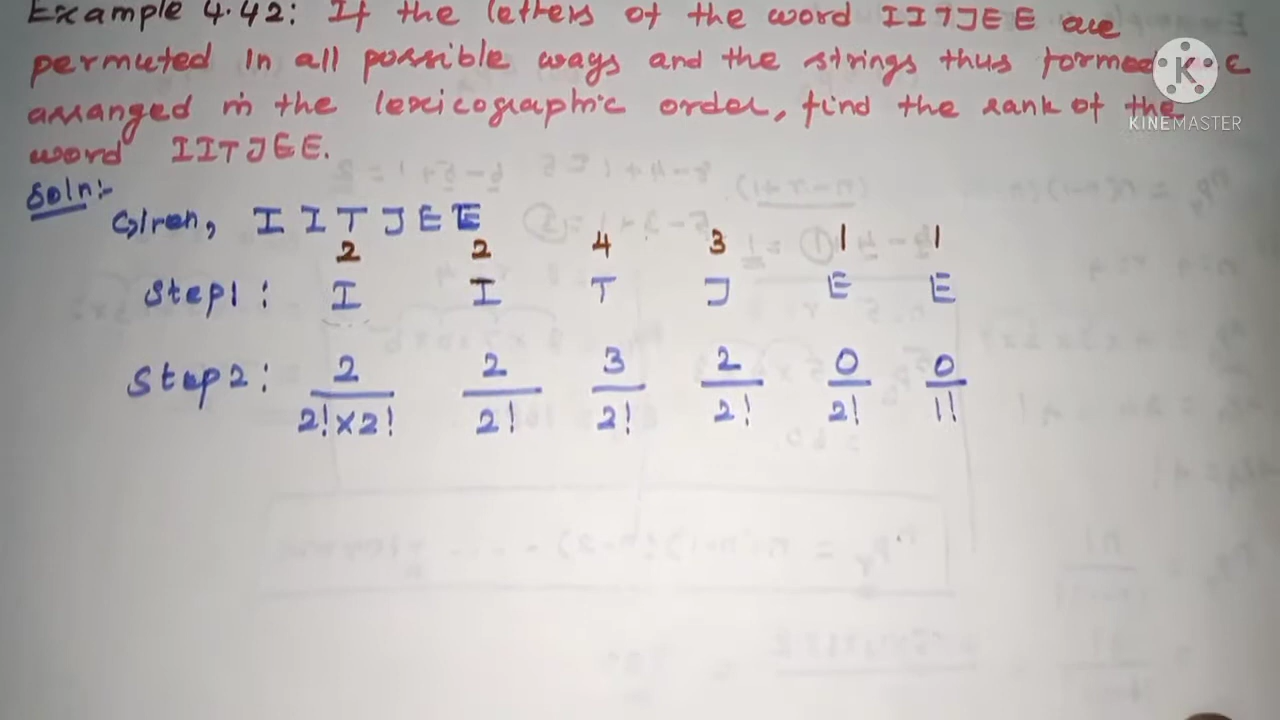 Example 4.42: If the letters of the word IITJEE are
permuted in all possible ways and the strings thus formed
arranged in the lexicographic order, find the rank of the
word IITJEE.
Soln:-
Given, I I T J E E
2 2 4 3 1 1
Step1: I I T J E E
Step2: 2/2!×2! 2/2! 3/2! 2/2! 0/2! 0/1!
K
KINEMASTER